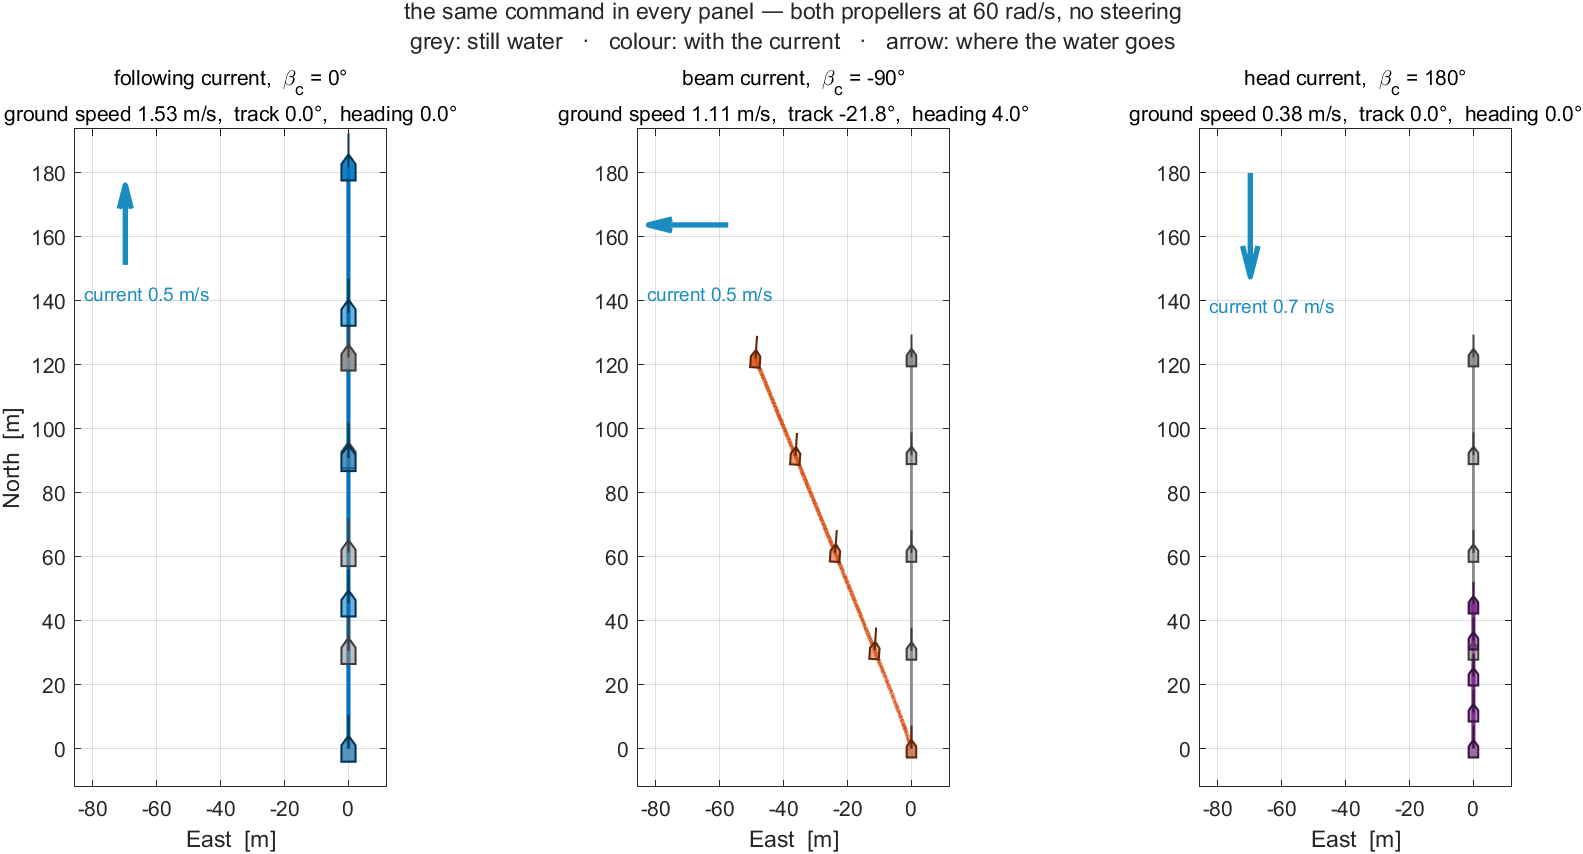 the same command in every panel — both propellers at 60 rad/s, no steering
grey: still water · colour: with the current · arrow: where the water goes
following current, βc = 0°
ground speed 1.53 m/s, track 0.0°, heading 0.0°
180
160
140
120
100
80
60
40
20
0
North [m]
current 0.5 m/s
-80 -60 -40 -20 0
East [m]
beam current, βc = -90°
ground speed 1.11 m/s, track -21.8°, heading 4.0°
180
160
140
120
100
80
60
40
20
0
current 0.5 m/s
-80 -60 -40 -20 0
East [m]
head current, βc = 180°
ground speed 0.38 m/s, track 0.0°, heading 0.0°
180
160
140
120
100
80
60
40
20
0
current 0.7 m/s
-80 -60 -40 -20 0
East [m]